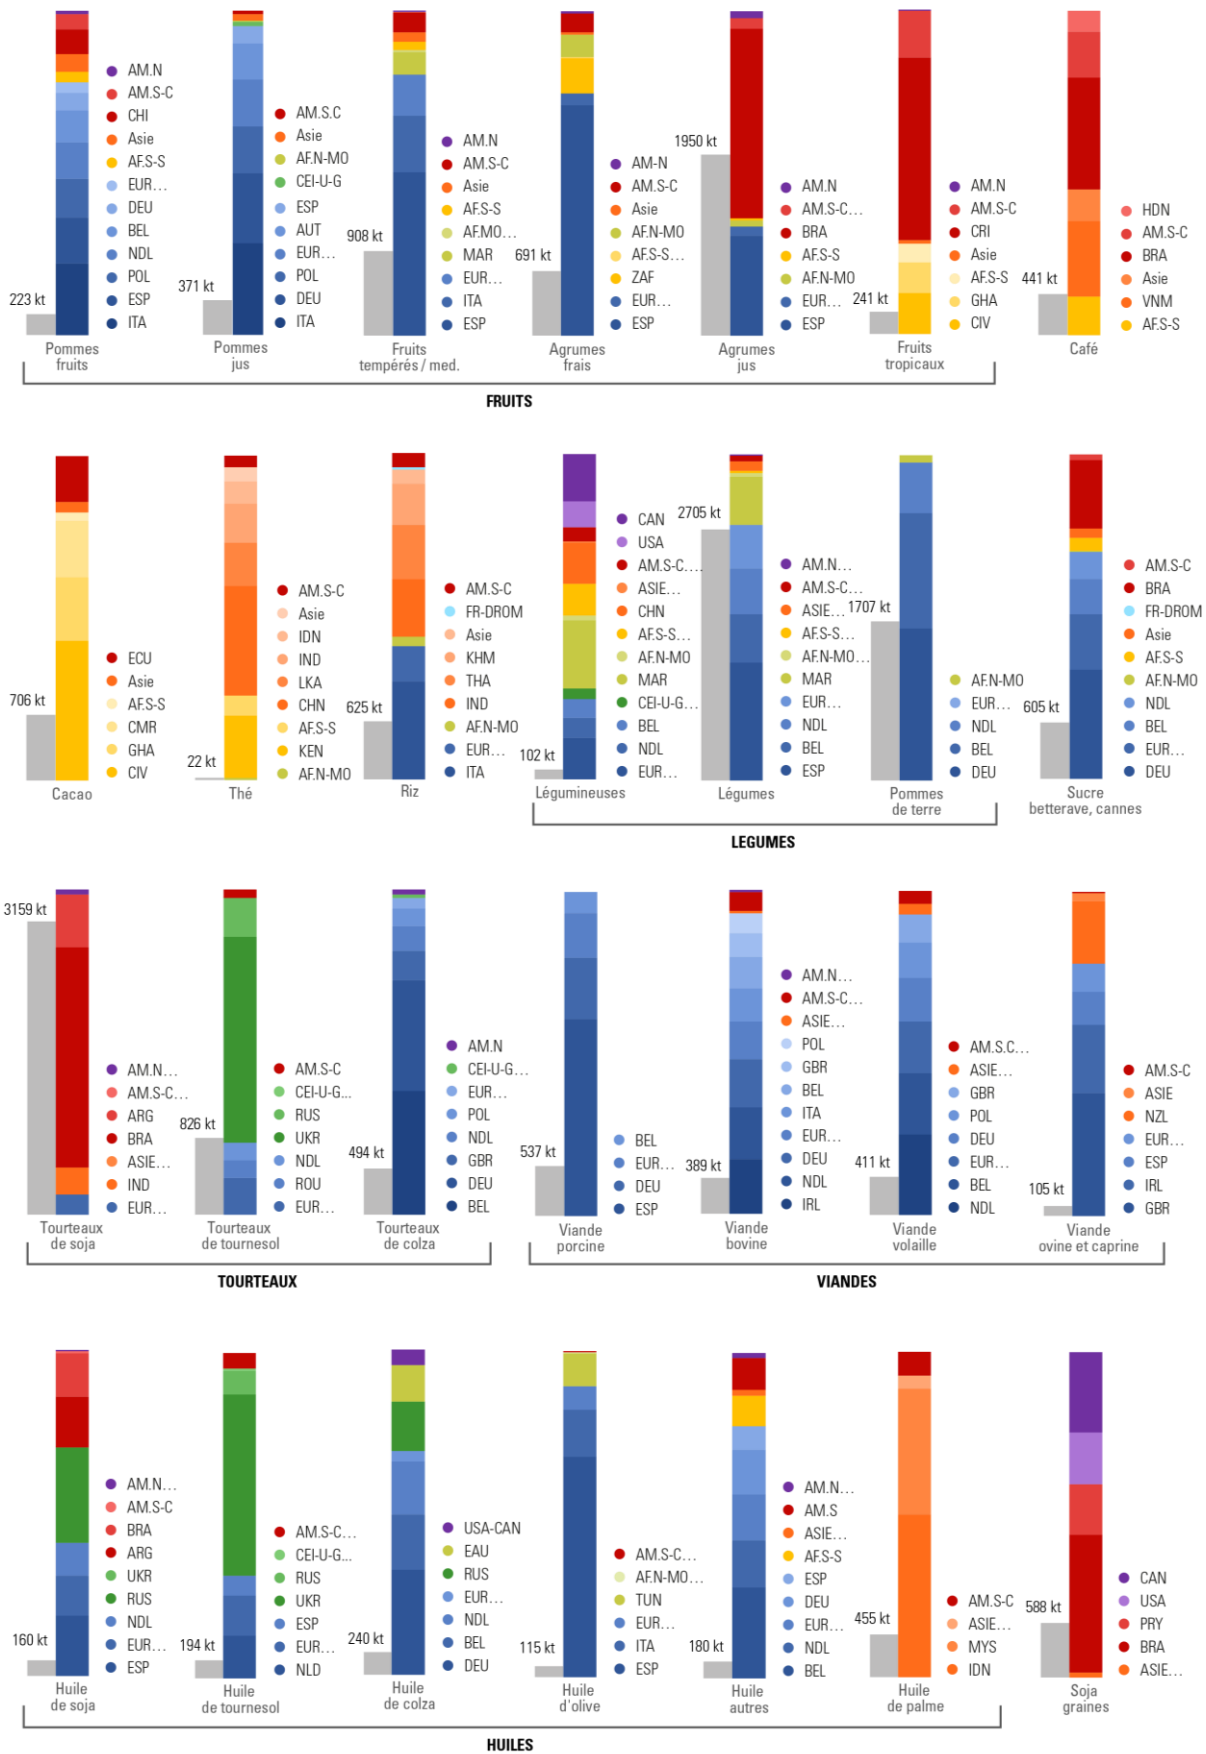 223 kt
AM.N
AM.S-C
CHI
Asie
AF.S-S
EUR...
DEU
BEL
NDL
POL
ESP
ITA
Pommes
fruits
371 kt
AM.S.C
Asie
AF.N-MO
CEI-U-G
ESP
AUT
EUR...
POL
DEU
ITA
Pommes
jus
908 kt
AM.N
AM.S-C
Asie
AF.S-S
AF.MO...
MAR
EUR...
ITA
ESP
Fruits
tempérés / med.
691 kt
AM-N
AM.S-C
Asie
AF.N-MO
AF.S-S...
ZAF
EUR...
ESP
Agrumes
frais
1950 kt
AM.N
AM.S-C...
BRA
AF.S-S
AF.N-MO
EUR...
ESP
Agrumes
jus
241 kt
AM.N
AM.S-C
CRI
Asie
AF.S-S
GHA
CIV
Fruits
tropicaux
FRUITS
441 kt
HDN
AM.S-C
BRA
Asie
VNM
AF.S-S
Café
706 kt
ECU
Asie
AF.S-S
CMR
GHA
CIV
Cacao
22 kt
AM.S-C
Asie
IDN
IND
LKA
CHN
AF.S-S
KEN
AF.N-MO
Thé
625 kt
AM.S-C
FR-DROM
Asie
KHM
THA
IND
AF.N-MO
EUR...
ITA
Riz
102 kt
CAN
USA
AM.S-C....
ASIE...
CHN
AF.S-S...
AF.N-MO
MAR
CEI-U-G...
BEL
NDL
EUR...
Légumineuses
2705 kt
AM.N...
AM.S-C...
ASIE...
AF.S-S...
AF.N-MO...
MAR
EUR...
NDL
BEL
ESP
Légumes
1707 kt
AF.N-MO
EUR...
NDL
BEL
DEU
Pommes
de terre
LEGUMES
605 kt
AM.S-C
BRA
FR-DROM
Asie
AF.S-S
AF.N-MO
NDL
BEL
EUR...
DEU
Sucre
betterave, cannes
3159 kt
AM.N...
AM.S-C...
ARG
BRA
ASIE...
IND
EUR...
Tourteaux
de soja
826 kt
AM.S-C
CEI-U-G...
RUS
UKR
NDL
ROU
EUR...
Tourteaux
de tournesol
494 kt
AM.N
CEI-U-G...
EUR...
POL
NDL
GBR
DEU
BEL
Tourteaux
de colza
TOURTEAUX
537 kt
BEL
EUR...
DEU
ESP
Viande
porcine
389 kt
AM.N...
AM.S-C...
ASIE...
POL
GBR
BEL
ITA
EUR...
DEU
NDL
IRL
Viande
bovine
411 kt
AM.S.C...
ASIE...
GBR
POL
DEU
EUR...
BEL
NDL
Viande
volaille
105 kt
AM.S-C
ASIE
NZL
EUR...
ESP
IRL
GBR
Viande
ovine et caprine
VIANDES
160 kt
AM.N...
AM.S-C
BRA
ARG
UKR
RUS
NDL
EUR...
ESP
Huile
de soja
194 kt
AM.S-C...
CEI-U-G...
RUS
UKR
ESP
EUR...
NLD
Huile
de tournesol
240 kt
USA-CAN
EAU
RUS
EUR...
NDL
BEL
DEU
Huile
de colza
115 kt
AM.S-C...
AF.N-MO...
TUN
EUR...
ITA
ESP
Huile
d'olive
180 kt
AM.N...
AM.S
ASIE...
AF.S-S
ESP
DEU
EUR...
NDL
BEL
Huile
autres
455 kt
AM.S-C
ASIE...
MYS
IDN
Huile
de palme
HUILES
588 kt
CAN
USA
PRY
BRA
ASIE...
Soja
graines